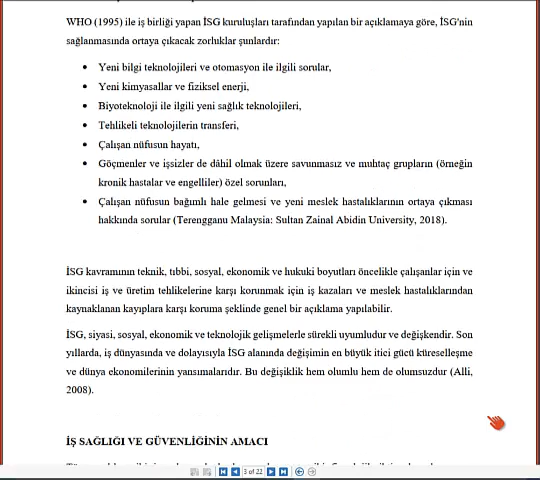 WHO (1995) ile iş birliği yapan İSG kuruluşları tarafından yapılan bir açıklamaya göre, İSG'nin
sağlanmasında ortaya çıkacak zorluklar şunlardır:
• Yeni bilgi teknolojileri ve otomasyon ile ilgili sorular,
• Yeni kimyasallar ve fiziksel enerji,
• Biyoteknoloji ile ilgili yeni sağlık teknolojileri,
• Tehlikeli teknolojilerin transferi,
• Çalışan nüfusun hayatı,
• Göçmenler ve işsizler de dâhil olmak üzere savunmasız ve muhtaç grupların (örneğin
kronik hastalar ve engelliler) özel sorunları,
• Çalışan nüfusun bağımlı hale gelmesi ve yeni meslek hastalıklarının ortaya çıkması
hakkında sorular (Terengganu Malaysia: Sultan Zainal Abidin University, 2018).
İSG kavramının teknik, tıbbi, sosyal, ekonomik ve hukuki boyutları öncelikle çalışanlar için ve
ikincisi iş ve üretim tehlikelerine karşı korunmak için iş kazaları ve meslek hastalıklarından
kaynaklanan kayıplara karşı koruma şeklinde genel bir açıklama yapılabilir.
İSG, siyasi, sosyal, ekonomik ve teknolojik gelişmelerle sürekli uyumludur ve değişkendir. Son
yıllarda, iş dünyasında ve dolayısıyla İSG alanında değişimin en büyük itici gücü küreselleşme
ve dünya ekonomilerinin yansımalarıdır. Bu değişiklik hem olumlu hem de olumsuzdur (Alli,
2008).
İŞ SAĞLIĞI VE GÜVENLİĞİNİN AMACI
3 of 22